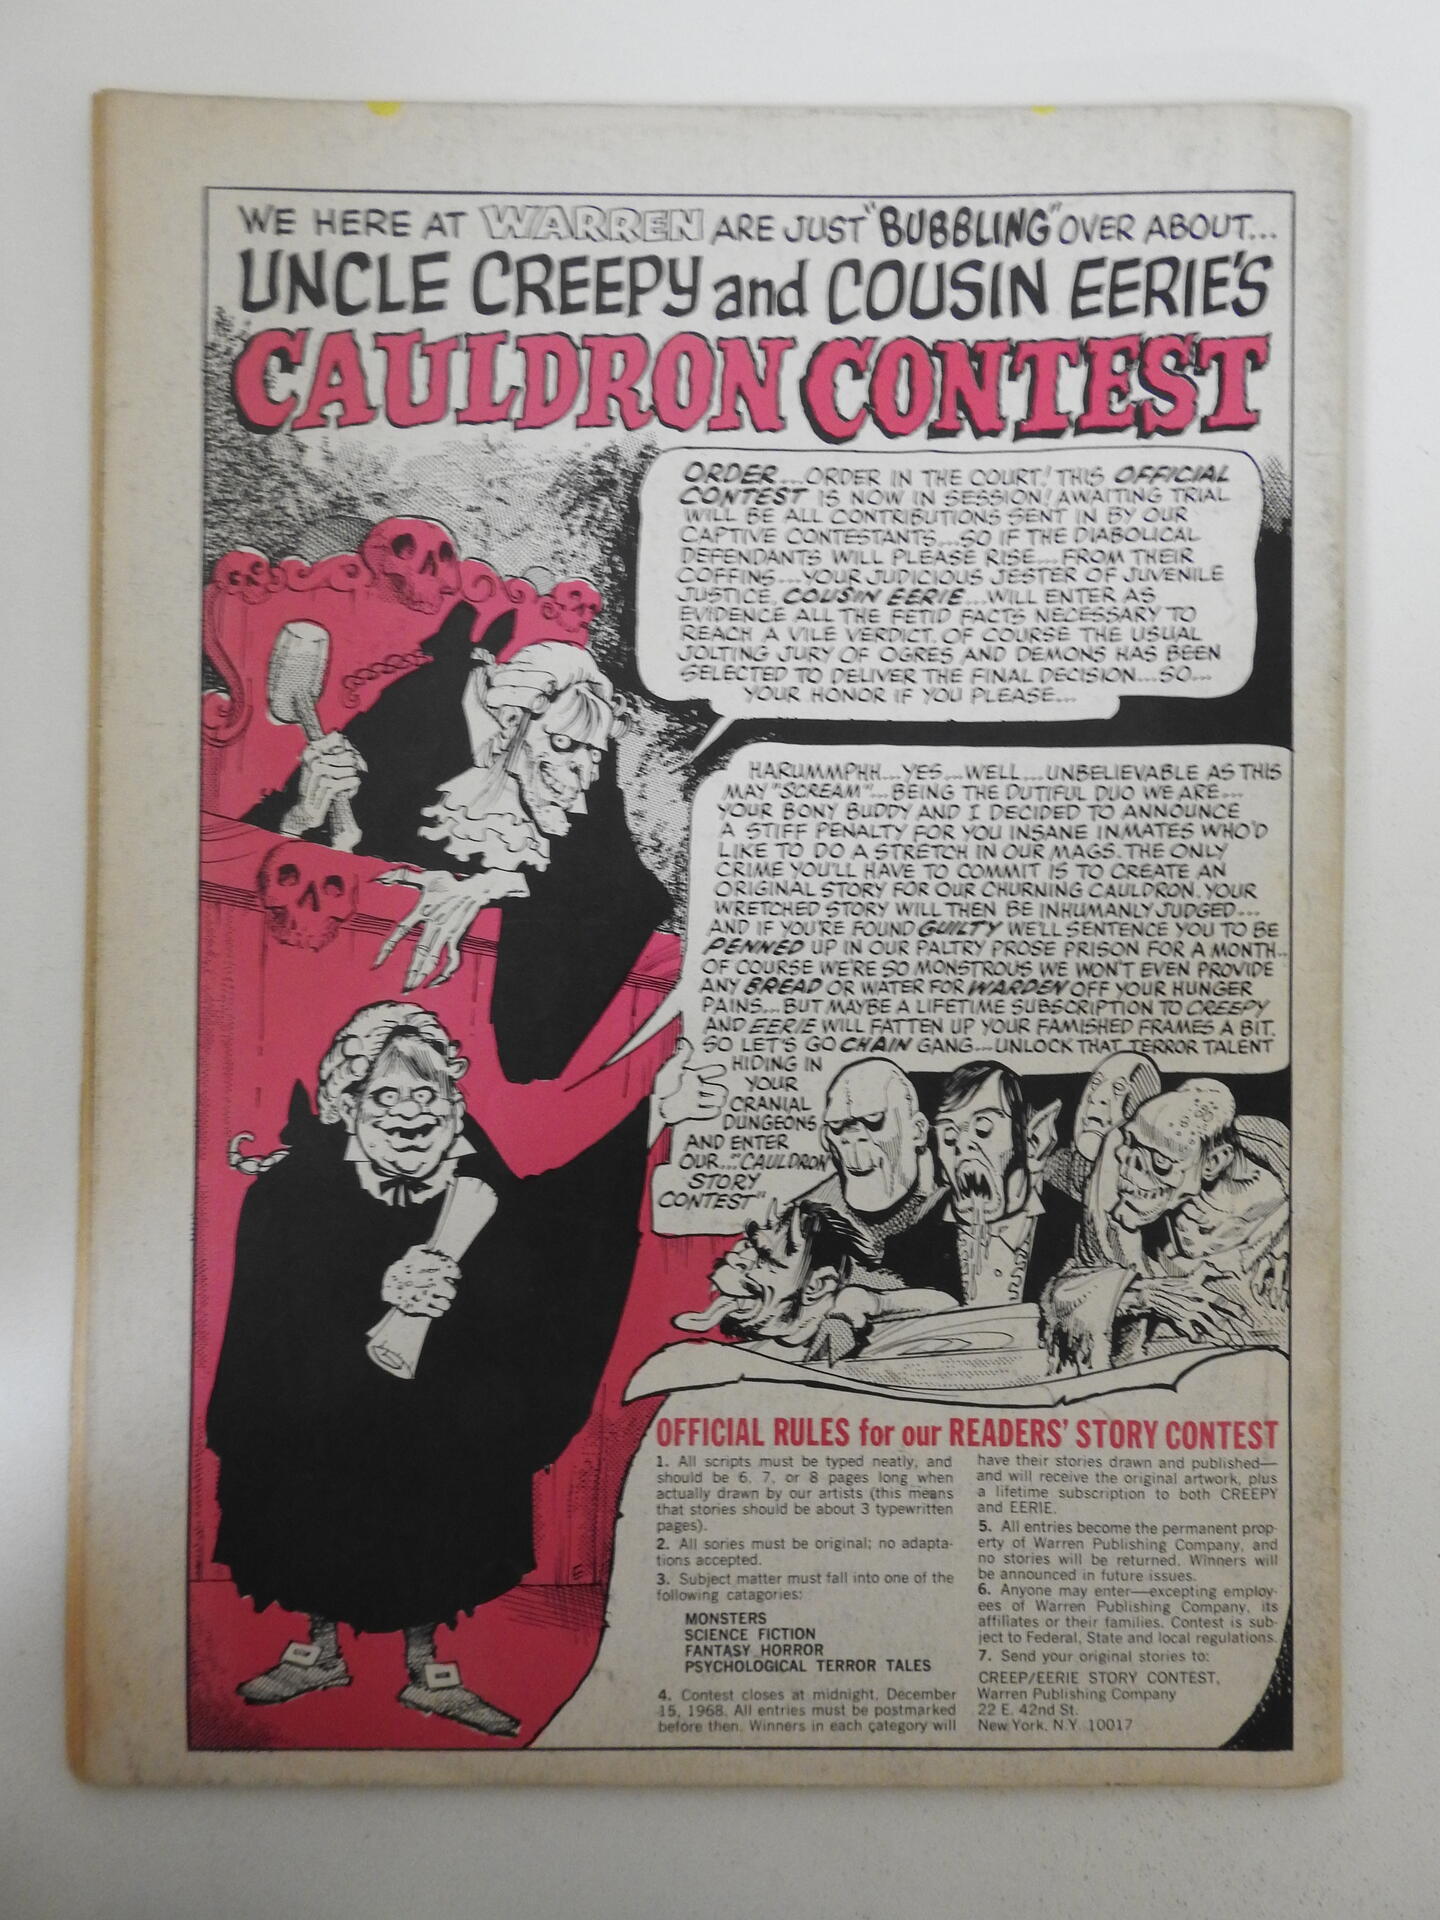 WE HERE AT WARREN ARE JUST "BUBBLING" OVER ABOUT...
UNCLE CREEPY and COUSIN EERIE'S
CAULDRON CONTEST
ORDER...ORDER IN THE COURT! THIS OFFICIAL
CONTEST IS NOW IN SESSION! AWAITING TRIAL
WILL BE ALL CONTRIBUTIONS SENT IN BY OUR
CAPTIVE CONTESTANTS...SO IF THE DIABOLICAL
DEFENDANTS WILL PLEASE RISE...FROM THEIR
COFFINS...YOUR JUDICIOUS JESTER OF JUVENILE
JUSTICE, COUSIN EERIE...WILL ENTER AS
EVIDENCE ALL THE FETID FACTS NECESSARY TO
REACH A VILE VERDICT. OF COURSE THE USUAL
JOLTING JURY OF OGRES AND DEMONS HAS BEEN
SELECTED TO DELIVER THE FINAL DECISION...SO...
YOUR HONOR IF YOU PLEASE...
HARUMMPHH...YES...WELL...UNBELIEVABLE AS THIS
MAY "SCREAM"...BEING THE DUTIFUL DUO WE ARE...
YOUR BONY BUDDY AND I DECIDED TO ANNOUNCE
A STIFF PENALTY FOR YOU INSANE INMATES WHO'D
LIKE TO DO A STRETCH IN OUR MAGS. THE ONLY
CRIME YOU'LL HAVE TO COMMIT IS TO CREATE AN
ORIGINAL STORY FOR OUR CHURNING CAULDRON. YOUR
WRETCHED STORY WILL THEN BE INHUMANLY JUDGED...
AND IF YOU'RE FOUND GUILTY WE'LL SENTENCE YOU TO BE
PENNED UP IN OUR PALTRY PROSE PRISON FOR A MONTH...
OF COURSE WE'RE SO MONSTROUS WE WON'T EVEN PROVIDE
ANY BREAD OR WATER FOR WARDEN OFF YOUR HUNGER
PAINS...BUT MAYBE A LIFETIME SUBSCRIPTION TO CREEPY
AND EERIE WILL FATTEN UP YOUR FAMISHED FRAMES A BIT.
SO LET'S GO CHAIN GANG...UNLOCK THAT TERROR TALENT
HIDING IN
YOUR
CRANIAL
DUNGEONS
AND ENTER
OUR..."CAULDRON
STORY
CONTEST"
OFFICIAL RULES for our READERS' STORY CONTEST
1. All scripts must be typed neatly, and
should be 6, 7, or 8 pages long when
actually drawn by our artists (this means
that stories should be about 3 typewritten
pages).
2. All sories must be original; no adapta-
tions accepted.
3. Subject matter must fall into one of the
following catagories:
MONSTERS
SCIENCE FICTION
FANTASY HORROR
PSYCHOLOGICAL TERROR TALES
4. Contest closes at midnight, December
15, 1968. All entries must be postmarked
before then. Winners in each category will
have their stories drawn and published—
and will receive the original artwork, plus
a lifetime subscription to both CREEPY
and EERIE.
5. All entries become the permanent prop-
erty of Warren Publishing Company, and
no stories will be returned. Winners will
be announced in future issues.
6. Anyone may enter—excepting employ-
ees of Warren Publishing Company, its
affiliates or their families. Contest is sub-
ject to Federal, State and local regulations.
7. Send your original stories to:
CREEP/EERIE STORY CONTEST,
Warren Publishing Company
22 E. 42nd St.
New York, N.Y. 10017